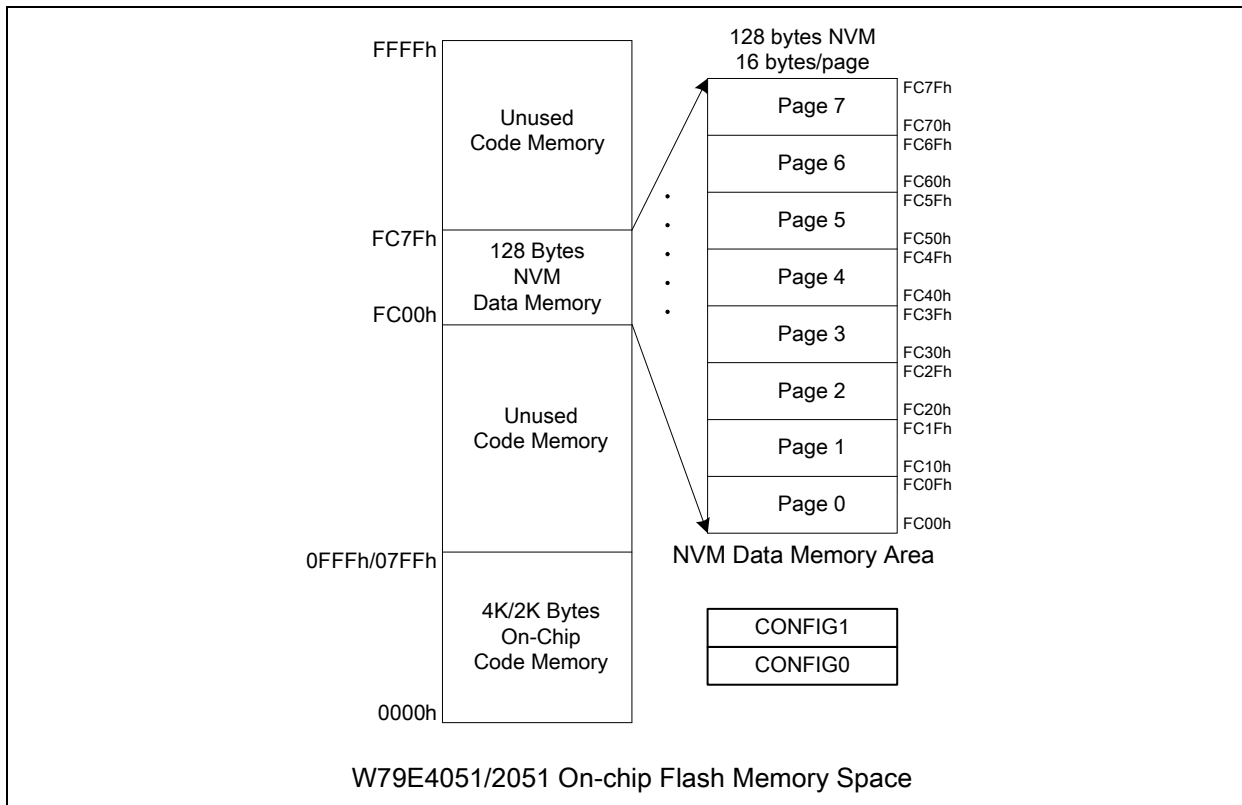 FFFFh
Unused
Code Memory
FC7Fh
128 Bytes
NVM
Data Memory
FC00h
Unused
Code Memory
0FFFh/07FFh
4K/2K Bytes
On-Chip
Code Memory
0000h
128 bytes NVM
16 bytes/page
Page 7
FC7Fh
FC70h
Page 6
FC6Fh
FC60h
Page 5
FC5Fh
FC50h
Page 4
FC4Fh
FC40h
Page 3
FC3Fh
FC30h
Page 2
FC2Fh
FC20h
Page 1
FC1Fh
FC10h
Page 0
FC0Fh
FC00h
NVM Data Memory Area
CONFIG1
CONFIG0
W79E4051/2051 On-chip Flash Memory Space